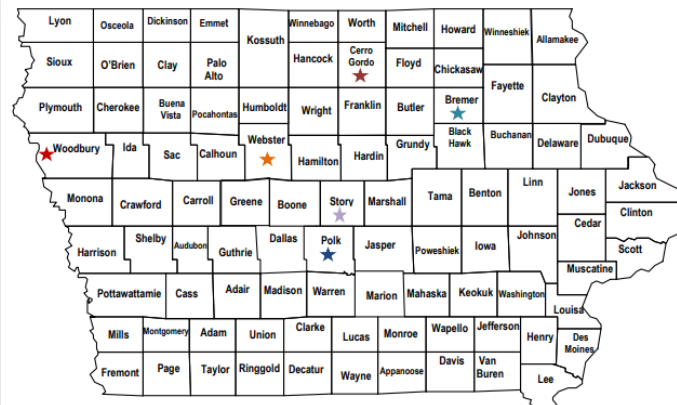 Lyon
Osceola
Dickinson
Emmet
Kossuth
Winnebago
Worth
Mitchell
Howard
Winneshiek
Allamakee
Sioux
O'Brien
Clay
Palo
Alto
Hancock
Cerro
Gordo
Floyd
Chickasaw
Fayette
Clayton
Plymouth
Cherokee
Buena
Vista
Pocahontas
Humboldt
Wright
Franklin
Butler
Bremer
Woodbury
Ida
Sac
Calhoun
Webster
Hamilton
Hardin
Grundy
Black
Hawk
Buchanan
Delaware
Dubuque
Monona
Crawford
Carroll
Greene
Boone
Story
Marshall
Tama
Benton
Linn
Jones
Jackson
Clinton
Harrison
Shelby
Audubon
Guthrie
Dallas
Polk
Jasper
Poweshiek
Iowa
Johnson
Cedar
Scott
Muscatine
Pottawattamie
Cass
Adair
Madison
Warren
Marion
Mahaska
Keokuk
Washington
Louisa
Mills
Montgomery
Adam
Union
Clarke
Lucas
Monroe
Wapello
Jefferson
Henry
Des
Moines
Fremont
Page
Taylor
Ringgold
Decatur
Wayne
Appanoose
Davis
Van
Buren
Lee